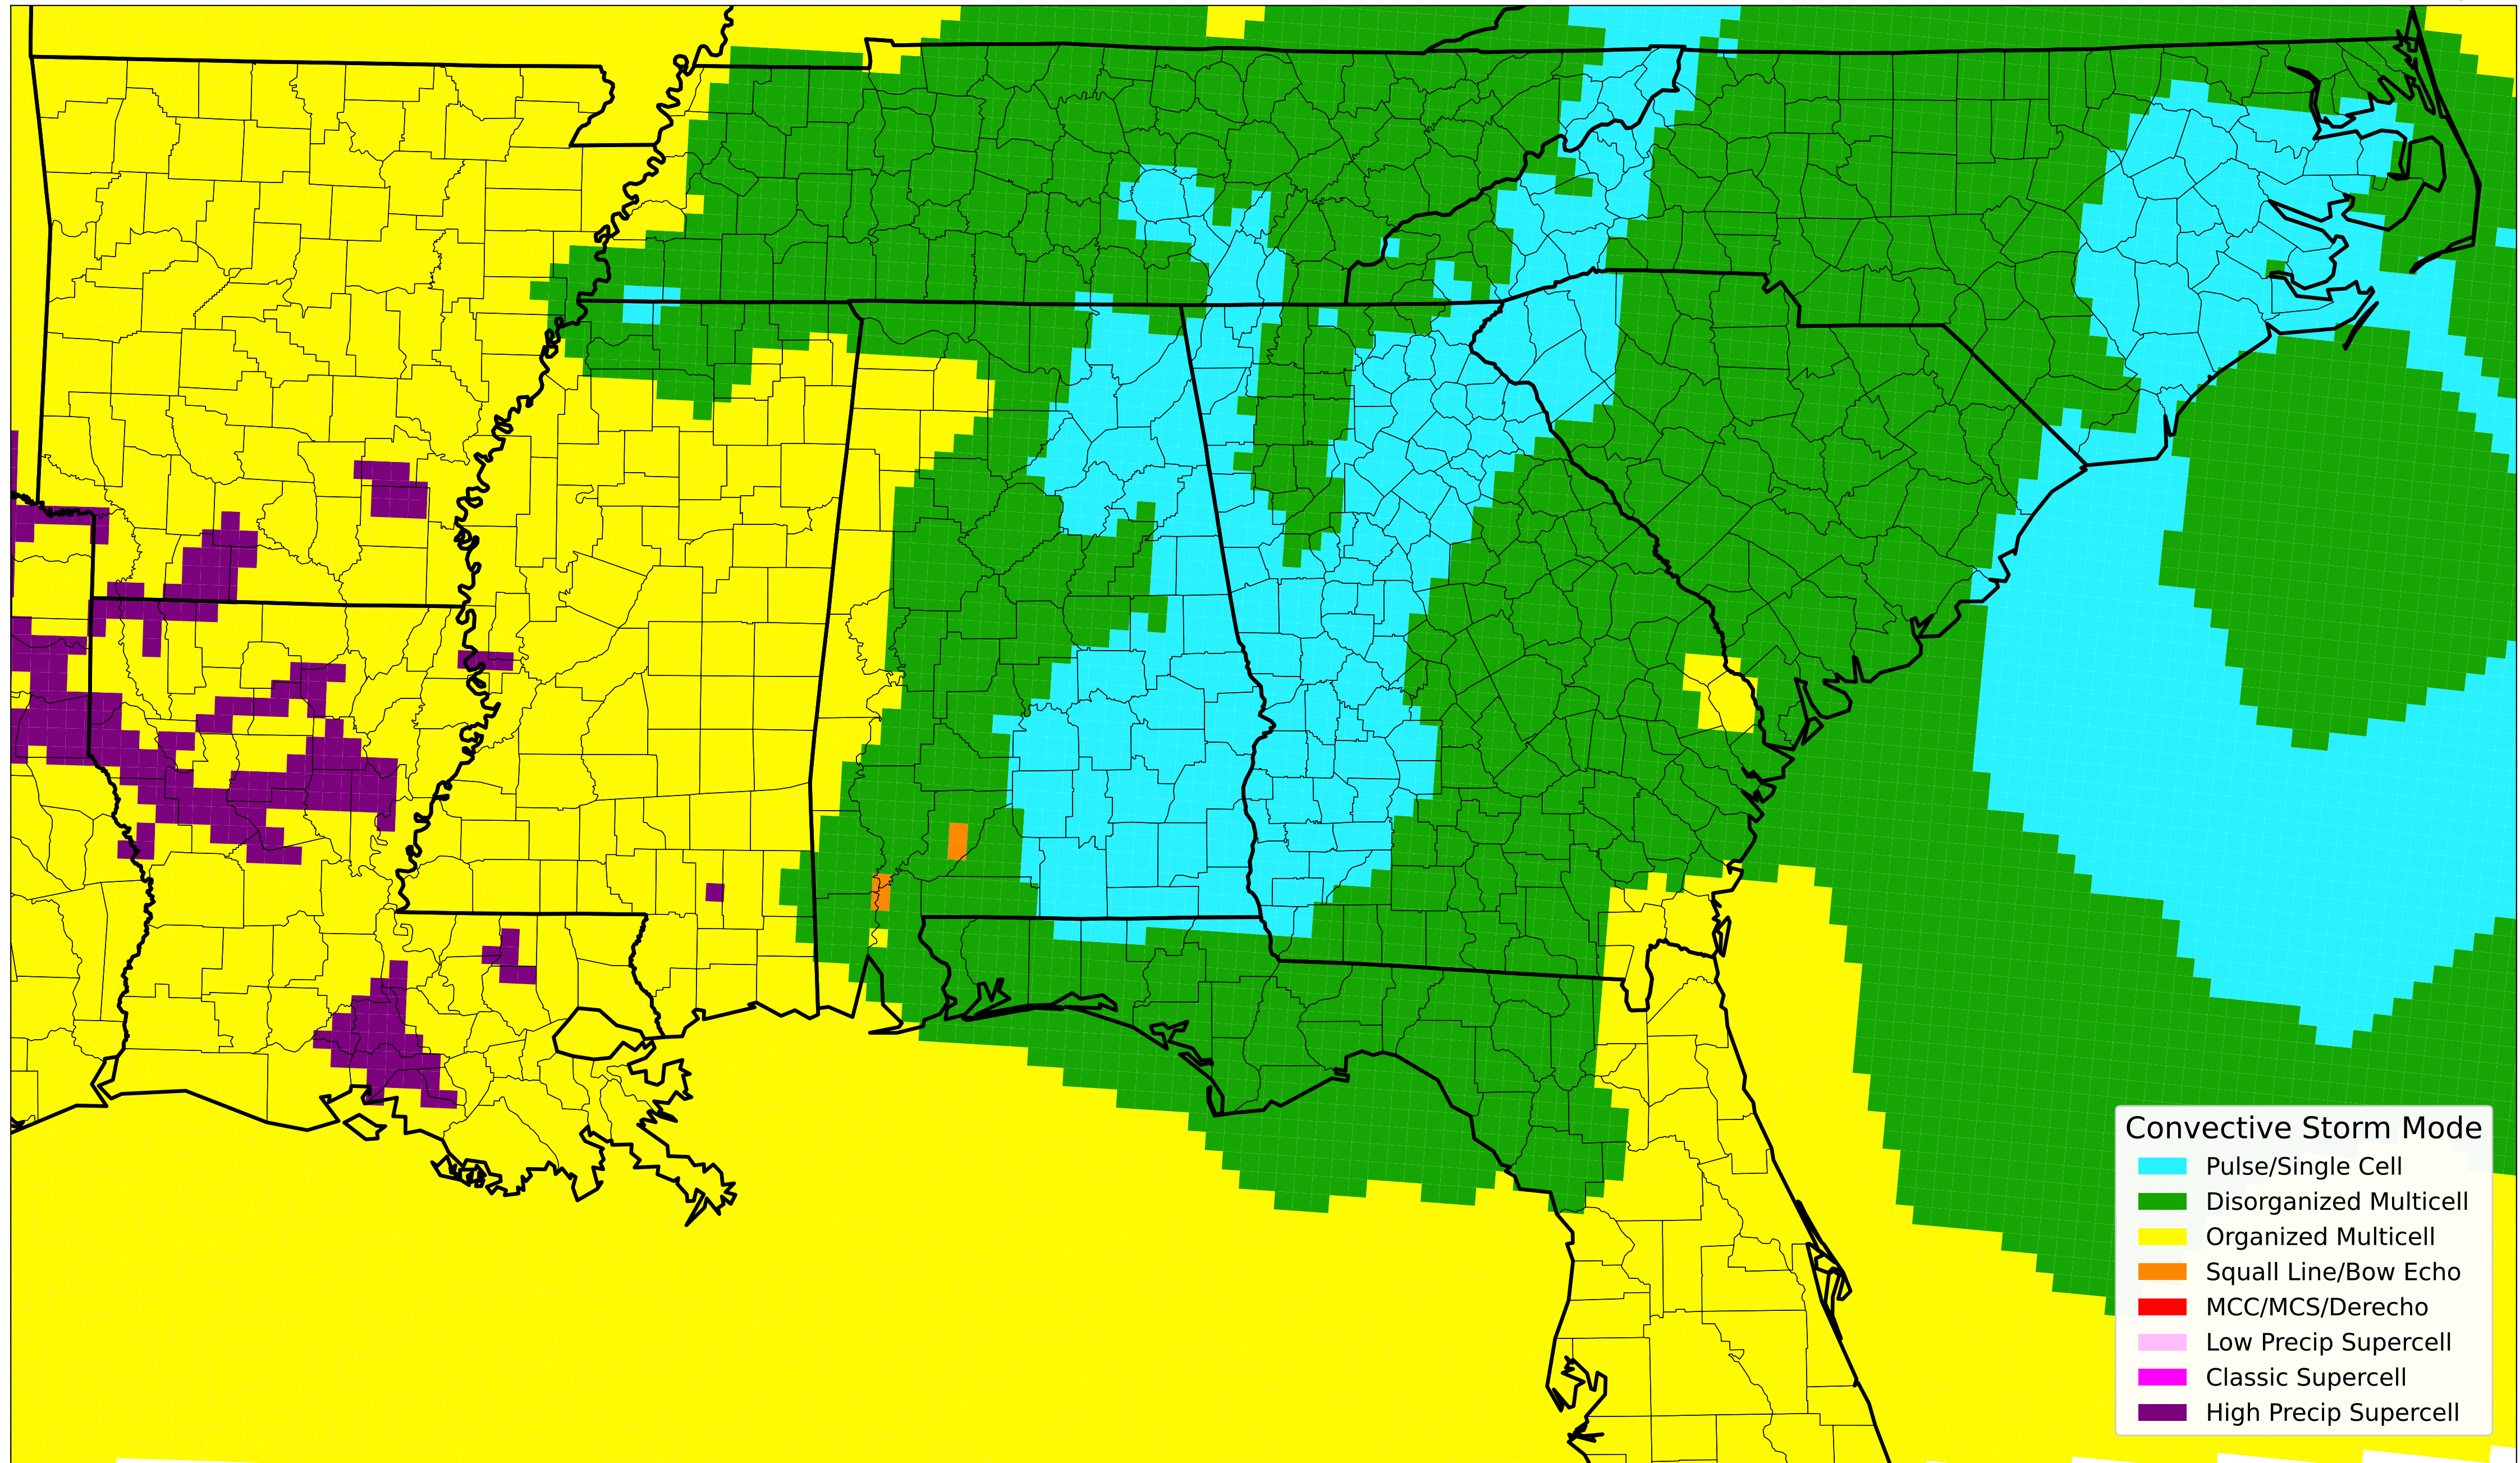 Convective Storm Mode
Pulse/Single Cell
Disorganized Multicell
Organized Multicell
Squall Line/Bow Echo
MCC/MCS/Derecho
Low Precip Supercell
Classic Supercell
High Precip Supercell